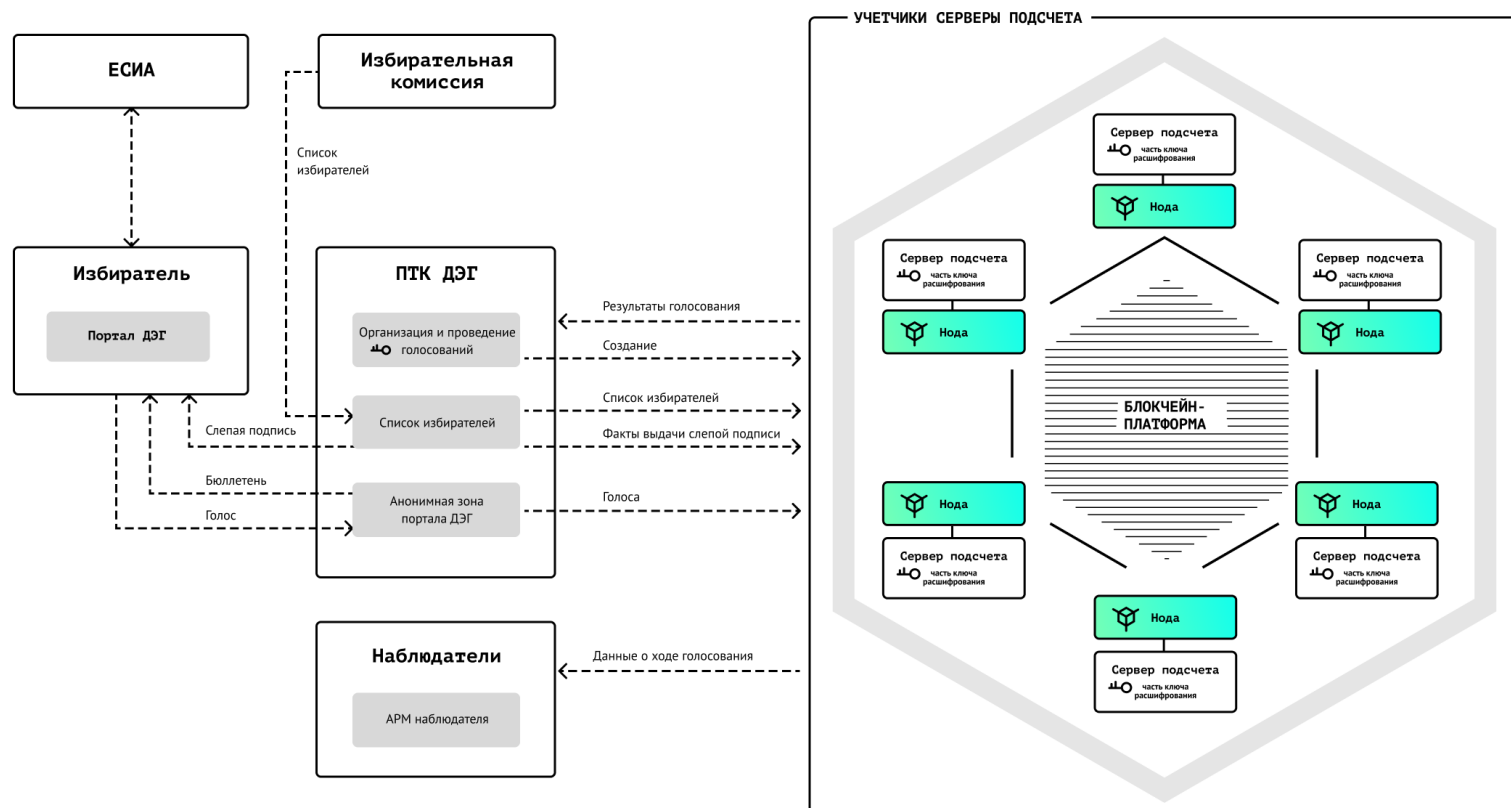 УЧЕТЧИКИ СЕРВЕРЫ ПОДСЧЕТА
ЕСИА
Избирательная
комиссия
Список
избирателей
Избиратель
Портал ДЭГ
ПТК ДЭГ
Организация и проведение
голосований
Список избирателей
Анонимная зона
портала ДЭГ
Слепая подпись
Бюллетень
Голос
Результаты голосования
Создание
Список избирателей
Факты выдачи слепой подписи
Голоса
Наблюдатели
АРМ наблюдателя
Данные о ходе голосования
Сервер подсчета
часть ключа
расшифрования
Нода
Сервер подсчета
часть ключа
расшифрования
Нода
Сервер подсчета
часть ключа
расшифрования
Нода
БЛОКЧЕЙН-
ПЛАТФОРМА
Нода
Сервер подсчета
часть ключа
расшифрования
Нода
Сервер подсчета
часть ключа
расшифрования
Нода
Сервер подсчета
часть ключа
расшифрования